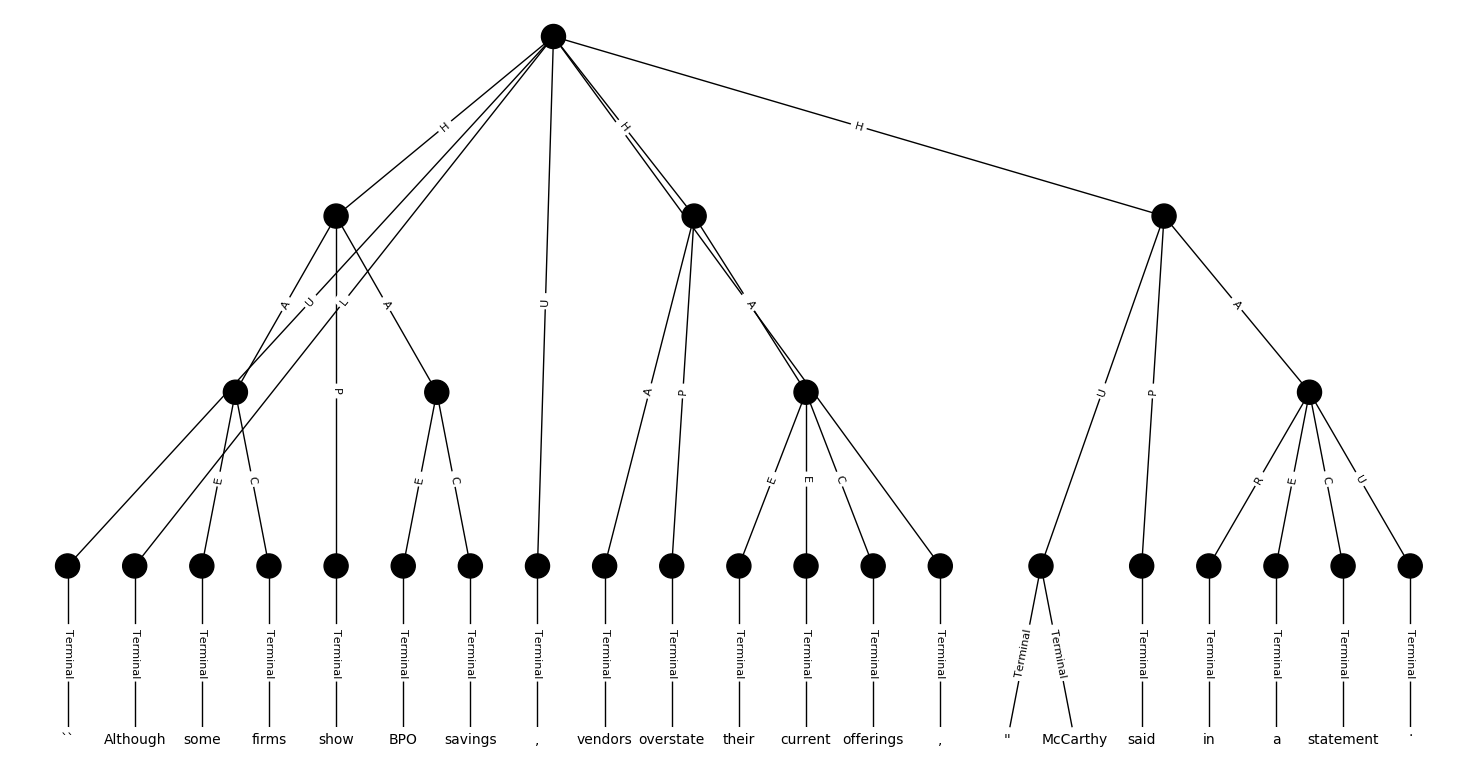 H H H
A U L A U A U P A
P A P
E C E C E E C R E C U
Terminal Terminal Terminal Terminal Terminal Terminal Terminal Terminal Terminal Terminal Terminal Terminal Terminal Terminal Terminal Terminal Terminal Terminal Terminal Terminal Terminal
`` Although some firms show BPO savings , vendors overstate their current offerings , " McCarthy said in a statement .